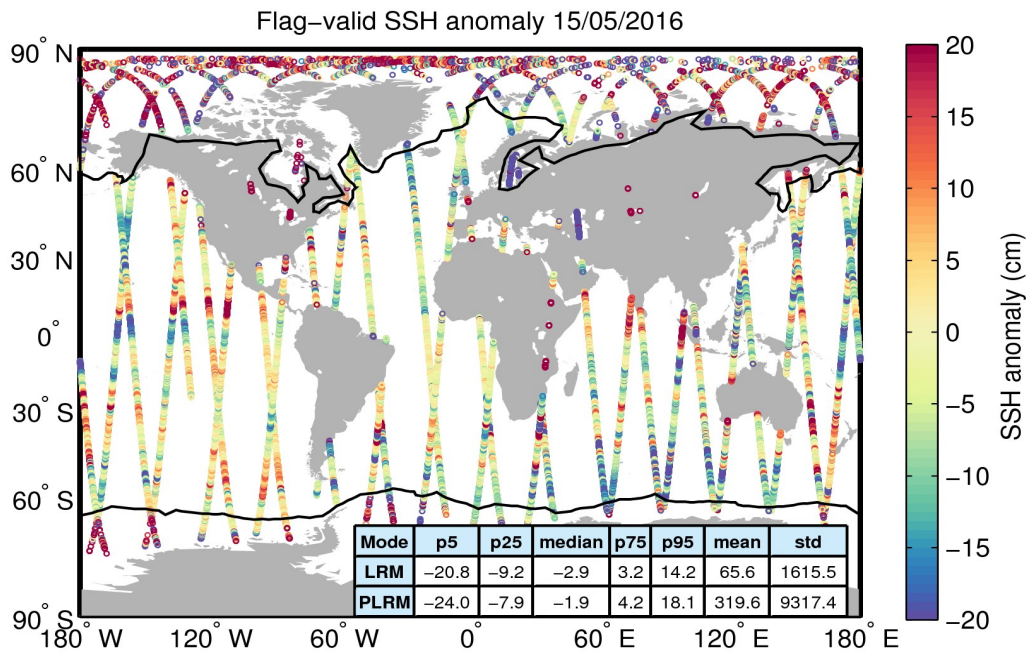 Flag−valid SSH anomaly 15/05/2016
90° N
60° N
30° N
0°
30° S
60° S
90° S
180° W
120° W
60° W
0°
60° E
120° E
180° E
Mode p5 p25 median p75 p95 mean std
LRM −20.8 −9.2 −2.9 3.2 14.2 65.6 1615.5
PLRM −24.0 −7.9 −1.9 4.2 18.1 319.6 9317.4
20
15
10
5
0
−5
−10
−15
−20
SSH anomaly (cm)